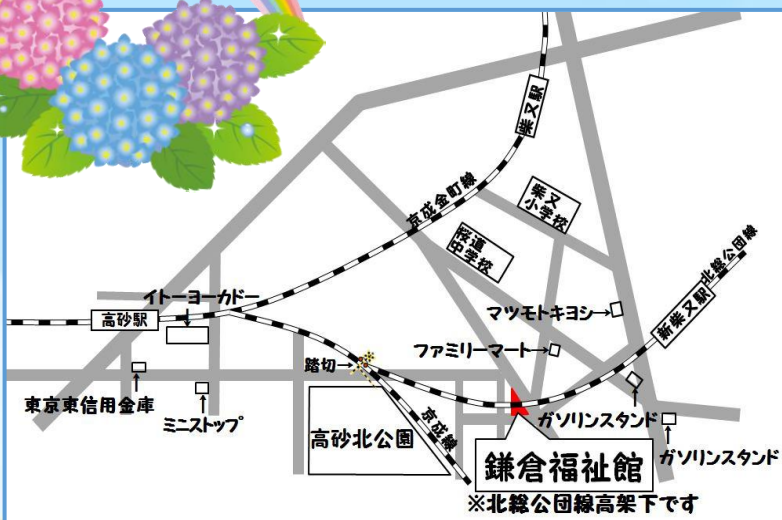 柴又駅
京成金町線
柴又
小学校
桜道
中学校
北総公団線
新柴又駅
イトーヨーカドー
高砂駅
マツモトキヨシ→
ファミリーマート→
踏切→
東京東信用金庫
ミニストップ
高砂北公園
京成線
ガソリンスタンド
ガソリンスタンド
鎌倉福祉館
※北総公団線高架下です